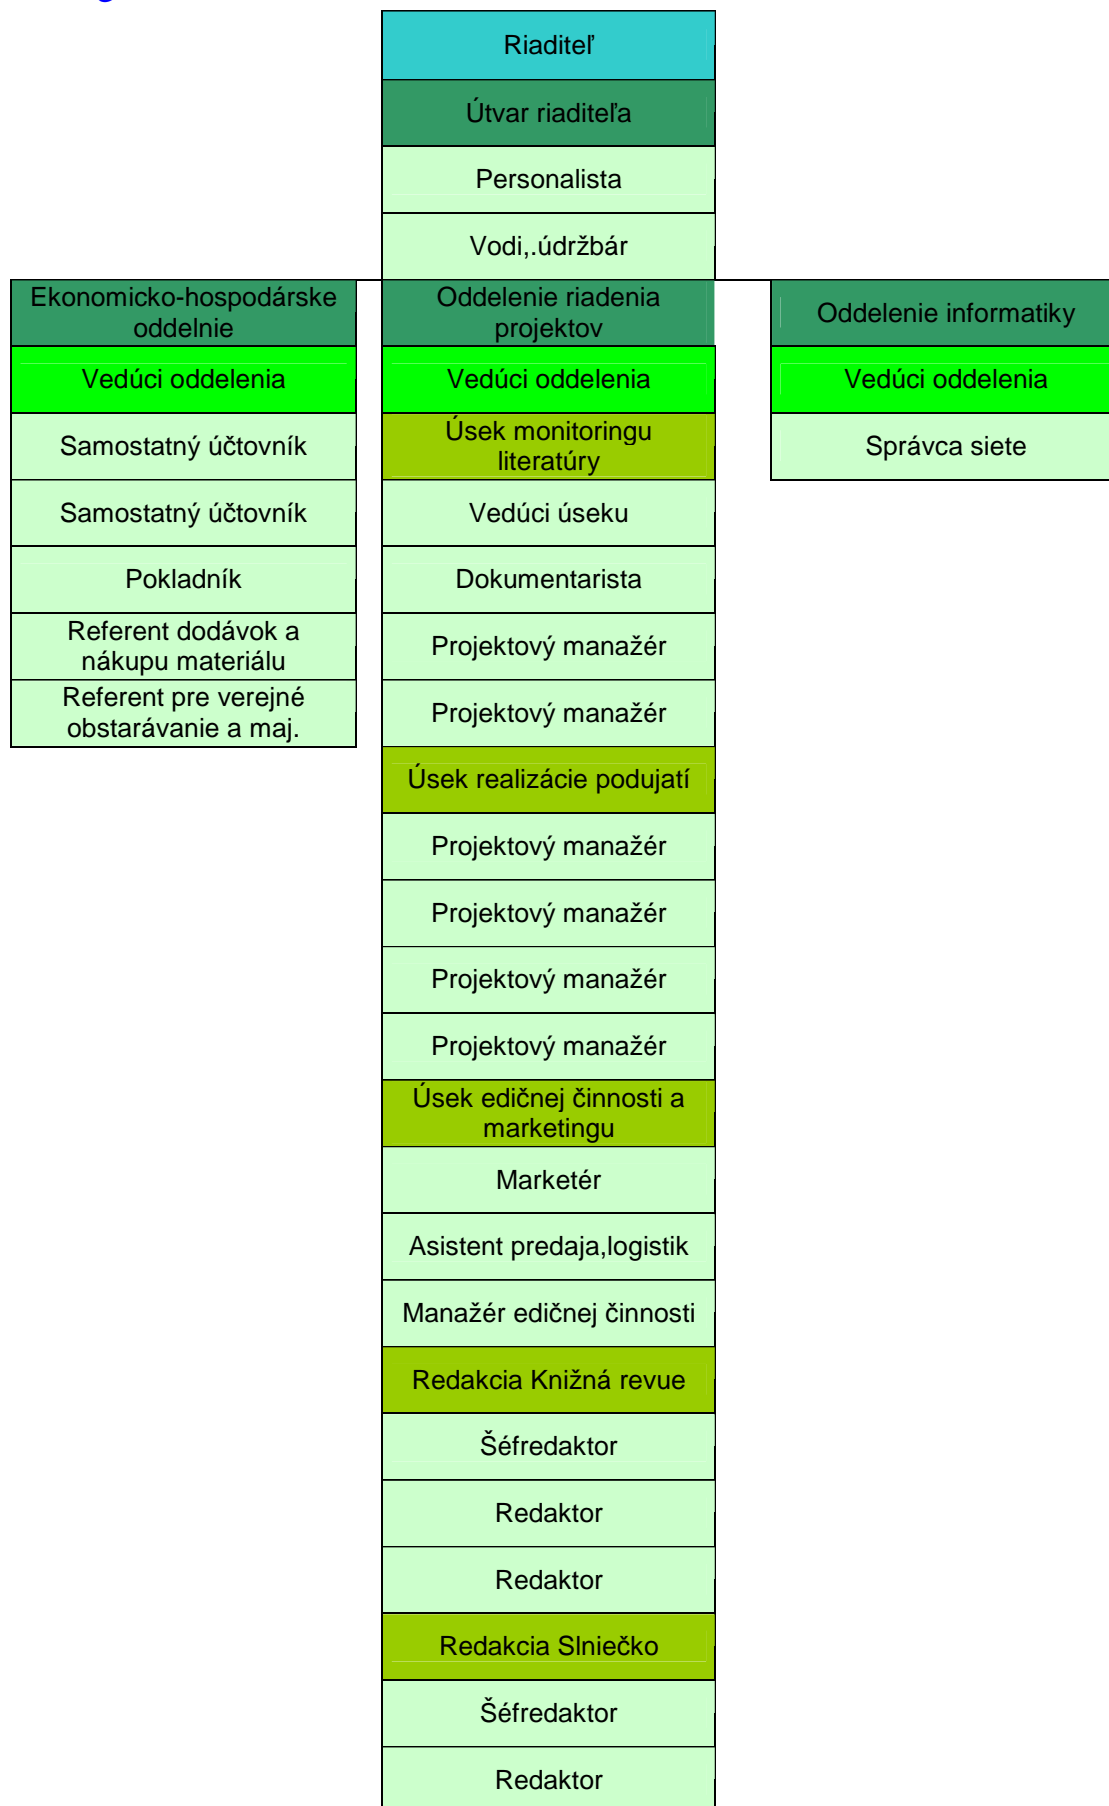 Riaditeľ
Útvar riaditeľa
Personalista
Vodi,.údržbár
Ekonomicko-hospodárske
oddelnie
Vedúci oddelenia
Samostatný účtovník
Samostatný účtovník
Pokladník
Referent dodávok a
nákupu materiálu
Referent pre verejné
obstarávanie a maj.
Oddelenie riadenia
projektov
Vedúci oddelenia
Úsek monitoringu
literatúry
Vedúci úseku
Dokumentarista
Projektový manažér
Projektový manažér
Úsek realizácie podujatí
Projektový manažér
Projektový manažér
Projektový manažér
Projektový manažér
Úsek edičnej činnosti a
marketingu
Marketér
Asistent predaja,logistik
Manažér edičnej činnosti
Redakcia Knižná revue
Šéfredaktor
Redaktor
Redaktor
Redakcia Slniečko
Šéfredaktor
Redaktor
Oddelenie informatiky
Vedúci oddelenia
Správca siete